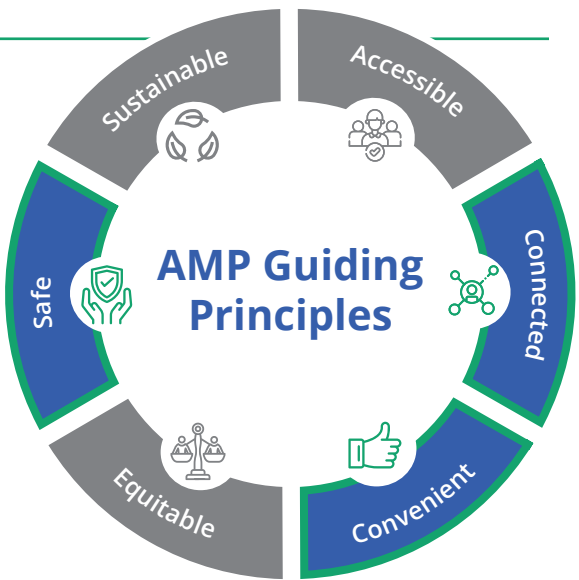 Sustainable
Accessible
Safe
AMP Guiding
Principles
Connected
Equitable
Convenient